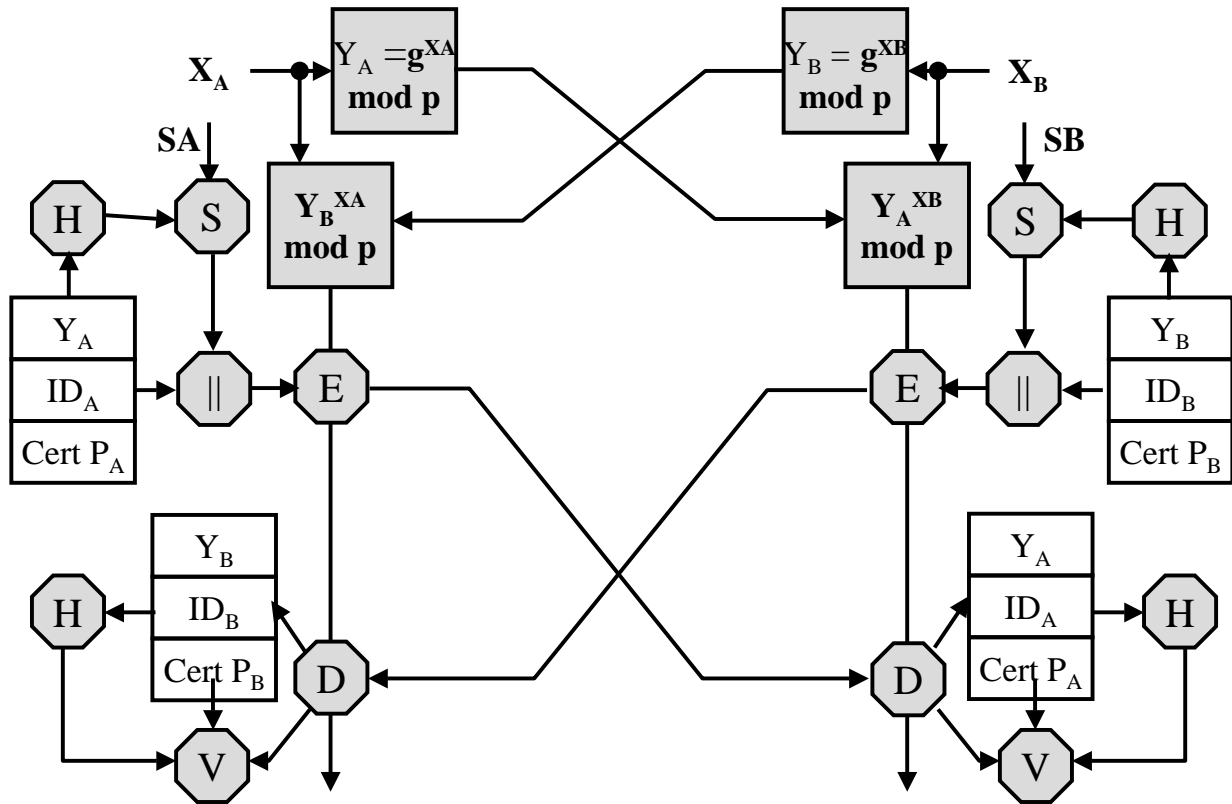 X_A
Y_A =g^XA
mod p
Y_B = g^XB
mod p
X_B
SA
SB
H
S
Y_B^XA
mod p
Y_A^XB
mod p
S
H
Y_A
ID_A
Cert P_A
||
E
E
||
Y_B
ID_B
Cert P_B
H
Y_B
ID_B
Cert P_B
D
V
D
Y_A
ID_A
Cert P_A
H
V